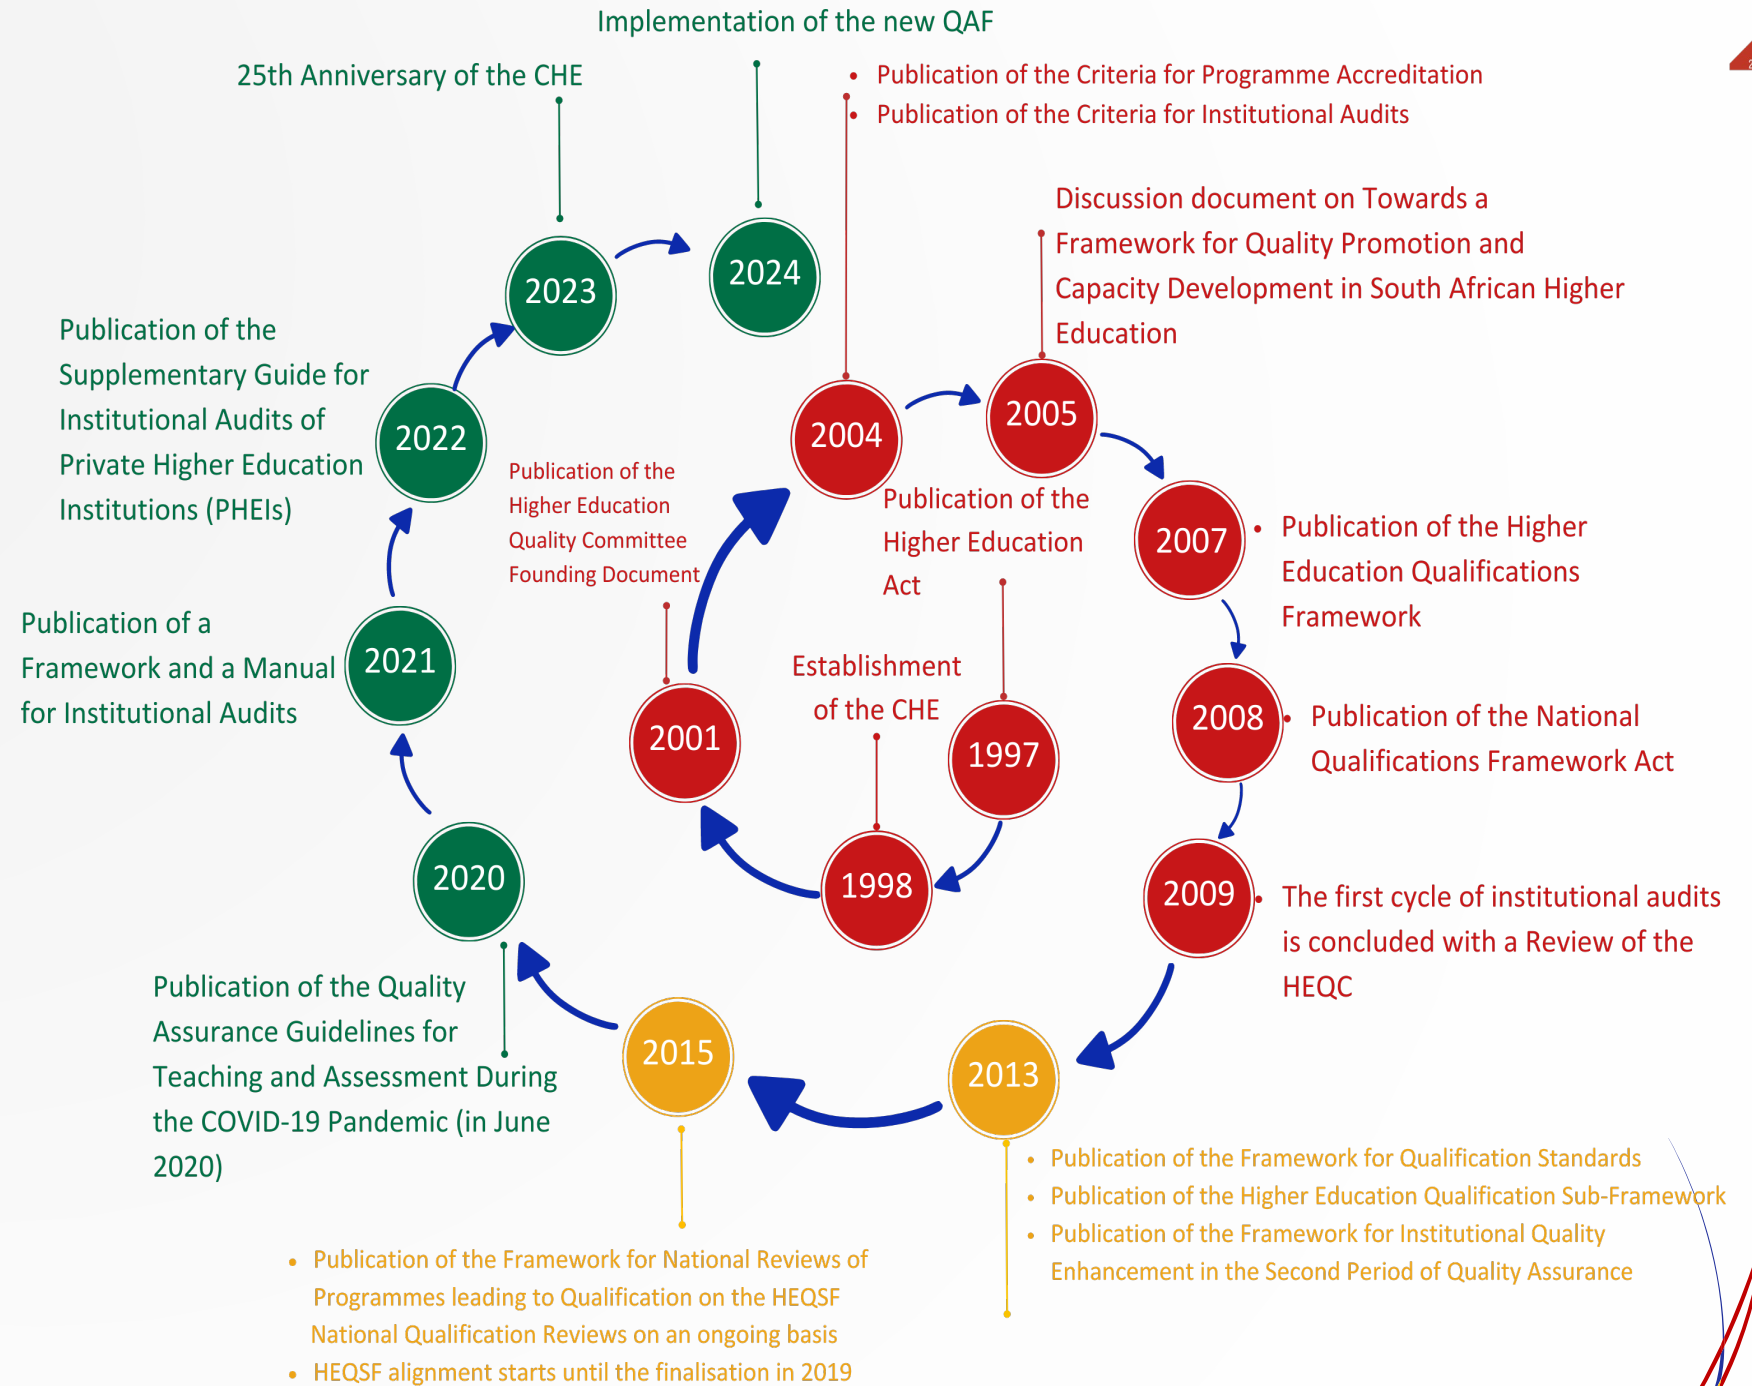 Implementation of the new QAF
25th Anniversary of the CHE
• Publication of the Criteria for Programme Accreditation
• Publication of the Criteria for Institutional Audits
Discussion document on Towards a
Framework for Quality Promotion and
Capacity Development in South African Higher
Education
2023
2024
Publication of the
Supplementary Guide for
Institutional Audits of
Private Higher Education
Institutions (PHEIs)
2022
2004
2005
Publication of the
Higher Education
Quality Committee
Founding Document
Publication of the
Higher Education
Act
2007
• Publication of the Higher
Education Qualifications
Framework
Publication of a
Framework and a Manual
for Institutional Audits
2021
Establishment
of the CHE
2001
1997
2008
• Publication of the National
Qualifications Framework Act
2020
1998
2009
• The first cycle of institutional audits
is concluded with a Review of the
HEQC
Publication of the Quality
Assurance Guidelines for
Teaching and Assessment During
the COVID-19 Pandemic (in June
2020)
2015
2013
• Publication of the Framework for Qualification Standards
• Publication of the Higher Education Qualification Sub-Framework
• Publication of the Framework for Institutional Quality
Enhancement in the Second Period of Quality Assurance
• Publication of the Framework for National Reviews of
Programmes leading to Qualification on the HEQSF
National Qualification Reviews on an ongoing basis
• HEQSF alignment starts until the finalisation in 2019